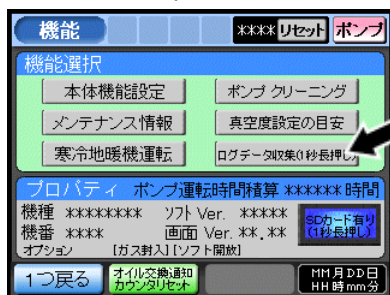 機能 ****リセット ポンプ
機能選択
本体機能設定 ポンプ クリーニング
メンテナンス情報 真空度設定の目安
寒冷地暖機運転 ログデータ収集(1秒長押し)
プロパティ ポンプ運転時間積算 ****** 時間
機種 ******** ソフト Ver. *****
機番 **** 画面 Ver. **.**
SDカード有り
(1秒長押し)
オプション [ガス封入] [ソフト開放]
1つ戻る オイル交換通知
カウンタリセット
MM月DD日
HH時mm分